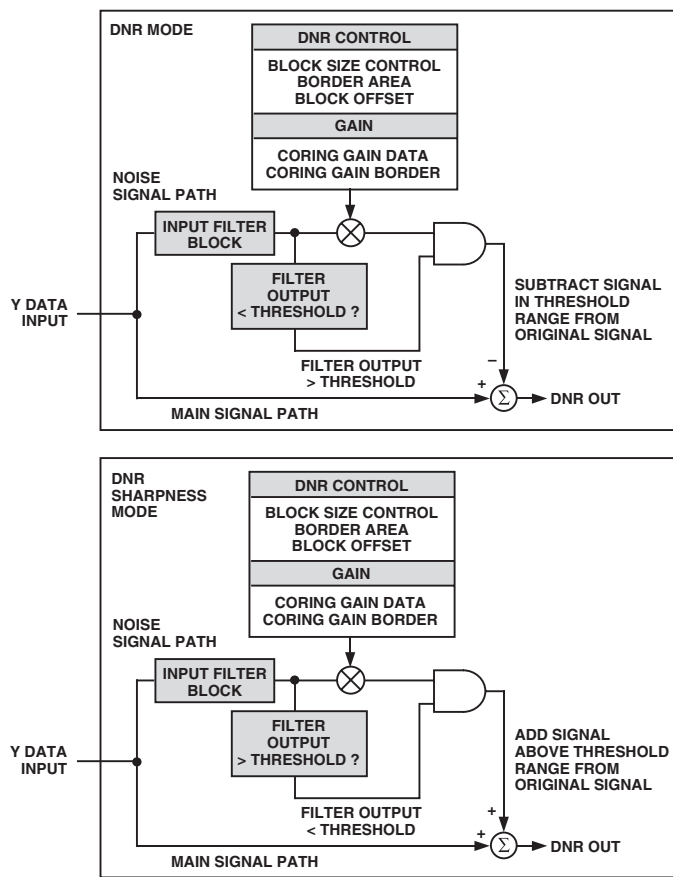 DNR MODE
DNR CONTROL
BLOCK SIZE CONTROL
BORDER AREA
BLOCK OFFSET
GAIN
CORING GAIN DATA
CORING GAIN BORDER
NOISE
SIGNAL PATH
INPUT FILTER
BLOCK
FILTER
OUTPUT
< THRESHOLD ?
Y DATA
INPUT
SUBTRACT SIGNAL
IN THRESHOLD
RANGE FROM
ORIGINAL SIGNAL
FILTER OUTPUT
> THRESHOLD
–
+
Σ
DNR OUT
MAIN SIGNAL PATH
DNR
SHARPNESS
MODE
DNR CONTROL
BLOCK SIZE CONTROL
BORDER AREA
BLOCK OFFSET
GAIN
CORING GAIN DATA
CORING GAIN BORDER
NOISE
SIGNAL PATH
INPUT FILTER
BLOCK
FILTER
OUTPUT
> THRESHOLD ?
Y DATA
INPUT
ADD SIGNAL
ABOVE THRESHOLD
RANGE FROM
ORIGINAL SIGNAL
FILTER OUTPUT
< THRESHOLD
+
+
Σ
DNR OUT
MAIN SIGNAL PATH